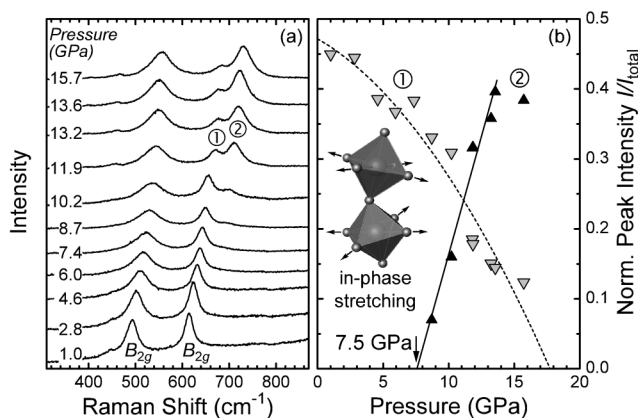 Pressure
(GPa)
(a)
15.7
13.6
13.2
11.9
10.2
8.7
7.4
6.0
4.6
2.8
1.0
① ②
B2g B2g
400 500 600 700 800
Raman Shift (cm-1)
Intensity
(b)
① ②
in-phase
stretching
7.5 GPa
0 5 10 15 20
Pressure (GPa)
0.5
0.4
0.3
0.2
0.1
0.0
Norm. Peak Intensity I/Itotal